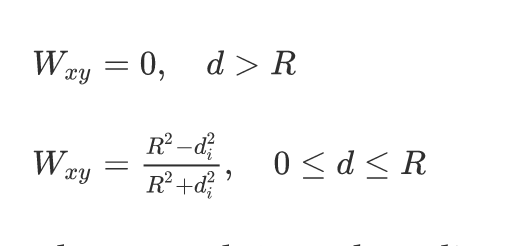 W_{xy} = 0, d > R
W_{xy} = \frac{R^2 - d_i^2}{R^2 + d_i^2}, 0 ≤ d ≤ R